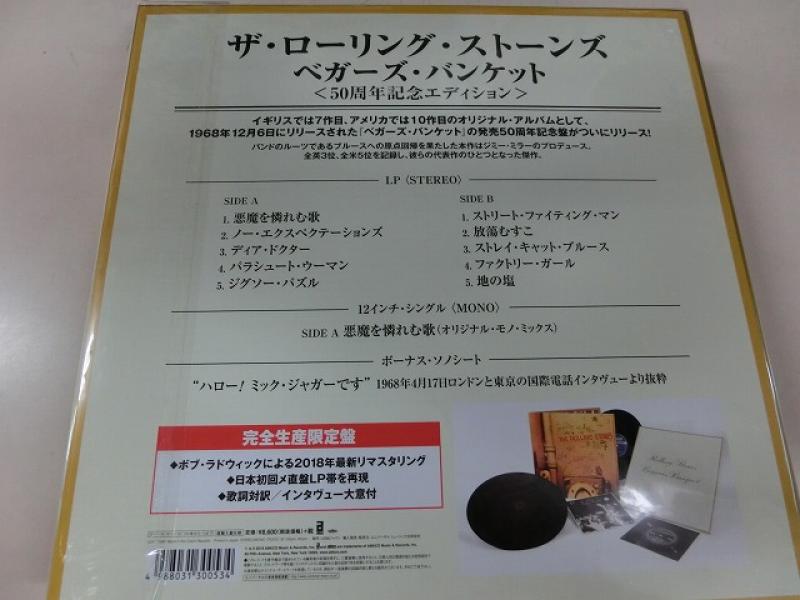 ザ・ローリング・ストーンズ
ベガーズ・バンケット
<50周年記念エディション>
イギリスでは7作目、アメリカでは10作目のオリジナル・アルバムとして、
1968年12月6日にリリースされた『ベガーズ・バンケット』の発売50周年記念盤がついにリリース!
バンドのルーツであるブルースへの原点回帰を果たした本作はジミー・ミラーのプロデュース。
全英3位、全米5位を記録し、彼らの代表作のひとつとなった傑作。
LP〈STEREO〉
SIDE A
1. 悪魔を憐れむ歌
2. ノー・エクスペクテーションズ
3. ディア・ドクター
4. パラシュート・ウーマン
5. ジグソー・パズル
SIDE B
1. ストリート・ファイティング・マン
2. 放蕩むすこ
3. ストレイ・キャット・ブルース
4. ファクトリー・ガール
5. 地の塩
12インチ・シングル〈MONO〉
SIDE A 悪魔を憐れむ歌(オリジナル・モノ・ミックス)
ボーナス・ソノシート
“ハロー! ミック・ジャガーです” 1968年4月17日ロンドンと東京の国際電話インタヴューより抜粋
完全生産限定盤
◆ボブ・ラドウィックによる2018年最新リマスタリング
◆日本初回メ直盤LP帯を再現
◆歌詞対訳/インタヴュー大意付
THE ROLLING STONES
Rolling Stones
Beggars Banquet
4 988031 300534